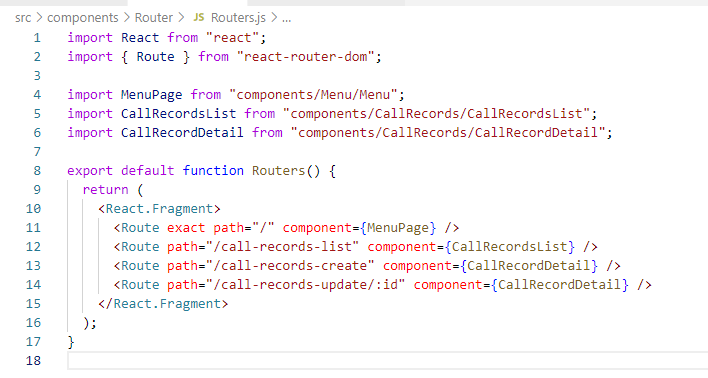 src > components > Router > JS Routers.js > ...
1 import React from "react";
2 import { Route } from "react-router-dom";
3
4 import MenuPage from "components/Menu/Menu";
5 import CallRecordsList from "components/CallRecords/CallRecordsList";
6 import CallRecordDetail from "components/CallRecords/CallRecordDetail";
7
8 export default function Routers() {
9   return (
10     <React.Fragment>
11       <Route exact path="/" component={MenuPage} />
12       <Route path="/call-records-list" component={CallRecordsList} />
13       <Route path="/call-records-create" component={CallRecordDetail} />
14       <Route path="/call-records-update/:id" component={CallRecordDetail} />
15     </React.Fragment>
16   );
17 }
18